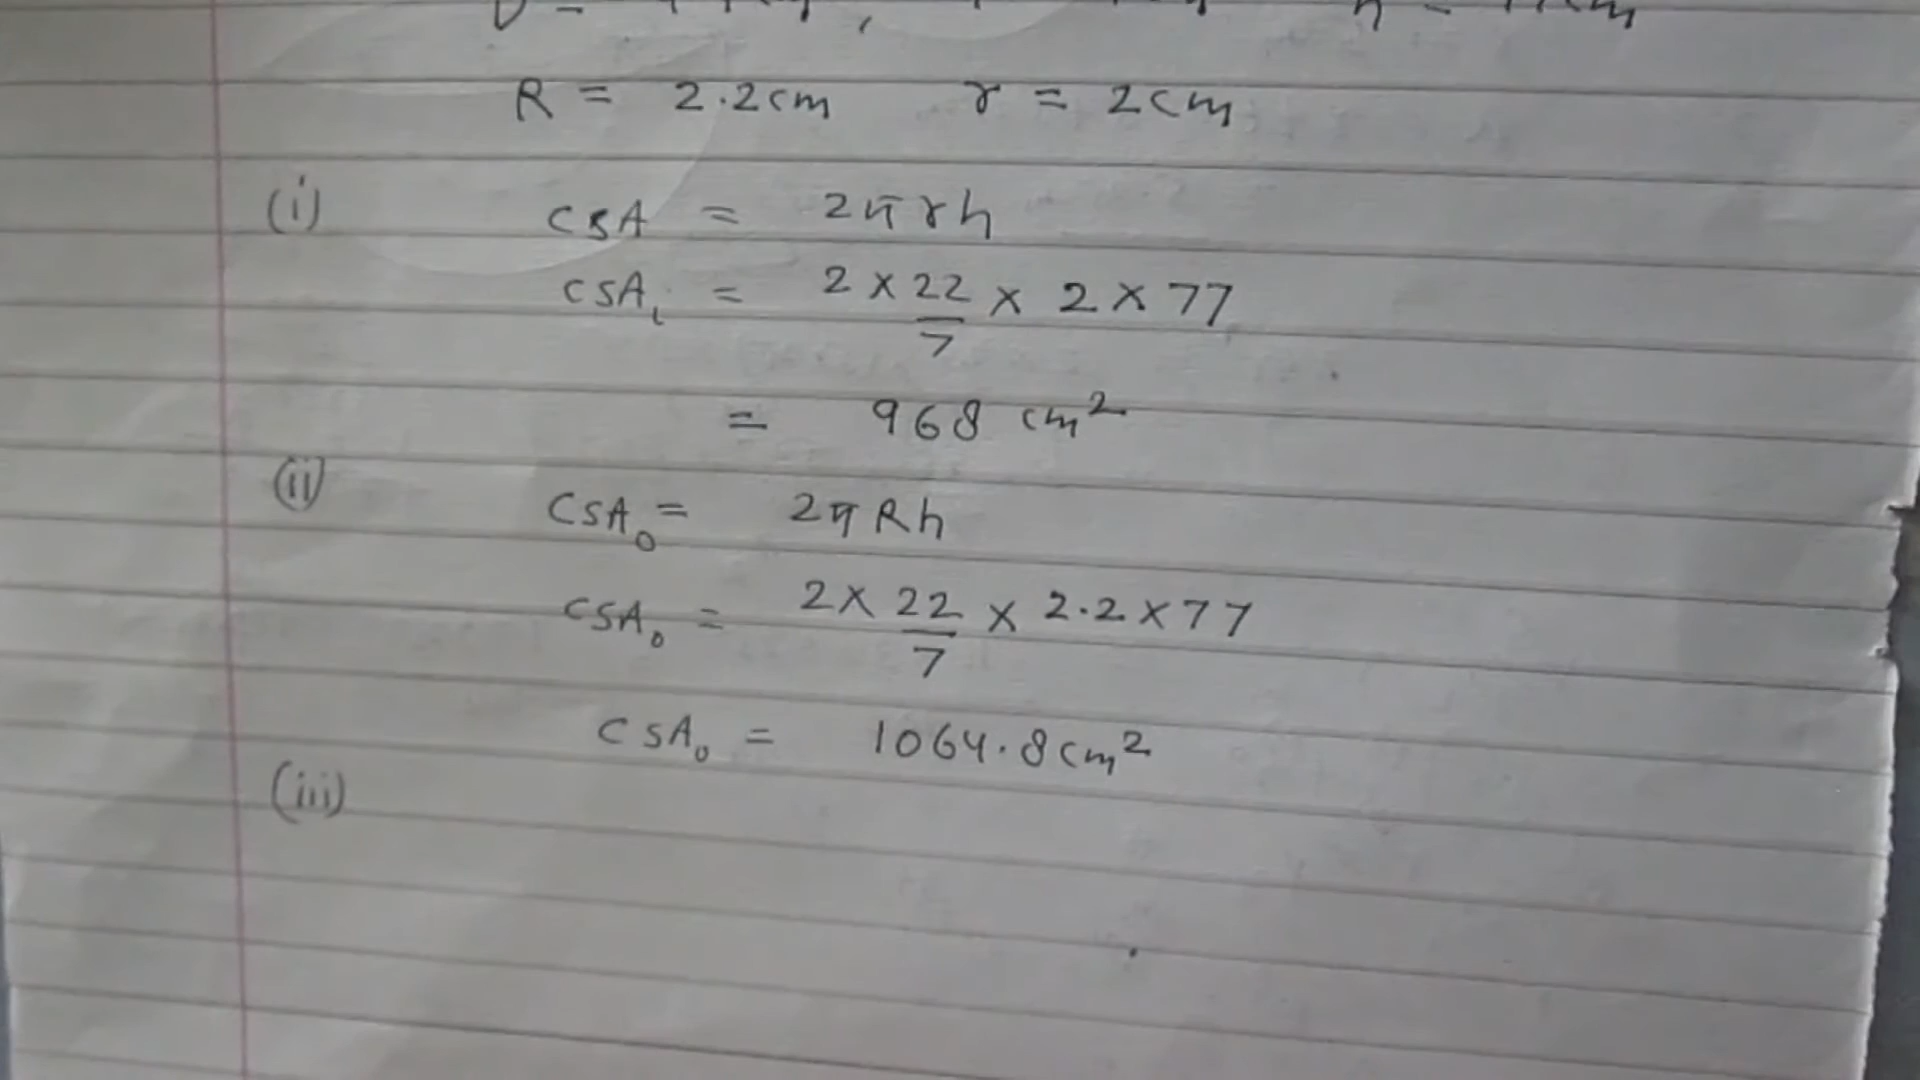 R = 2.2cm r = 2cm
(i) CSA = 2πrh
CSAi = 2 x 22/7 x 2 x 77
= 968 cm²
(ii) CSAo = 2πRh
CSAo = 2 x 22/7 x 2.2 x 77
CSAo = 1064.8cm²
(iii)